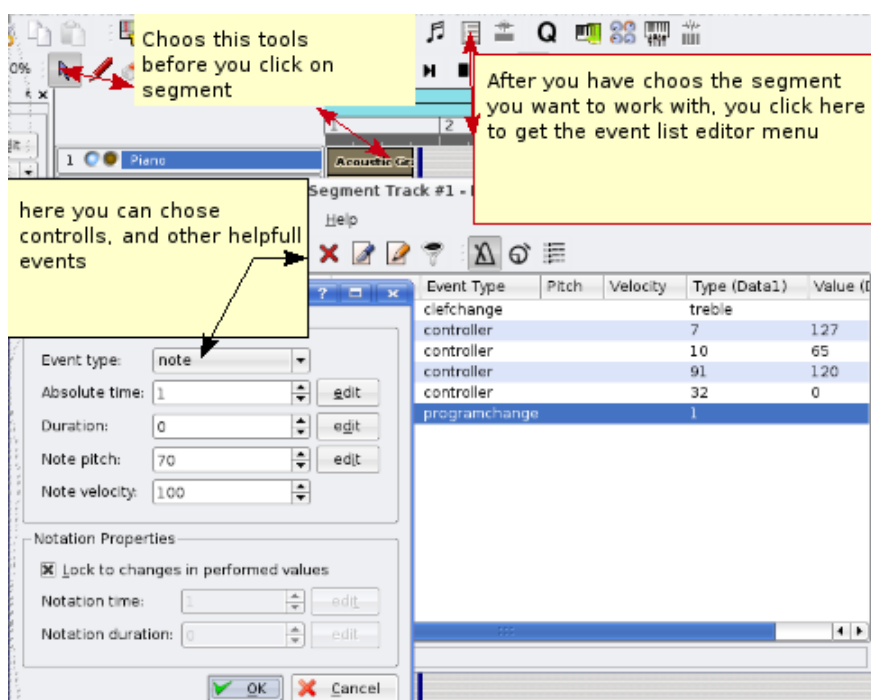 Choos this tools
before you click on
segment
After you have choos the segment
you want to work with, you click here
to get the event list editor menu
0%
Q
1
2
1 Piano
Acoustic Gr
Segment Track #1 -
here you can chose
controlls, and other helpfull
events
Help
Event Type Pitch Velocity Type (Data1) Value (D
clefchange treble
controller 7 127
controller 10 65
controller 91 120
controller 32 0
programchange 1
Event type: note
Absolute time: 1 edit
Duration: 0 edit
Note pitch: 70 edit
Note velocity: 100
Notation Properties
Lock to changes in performed values
Notation time: 1 edit
Notation duration: 0 edit
OK Cancel